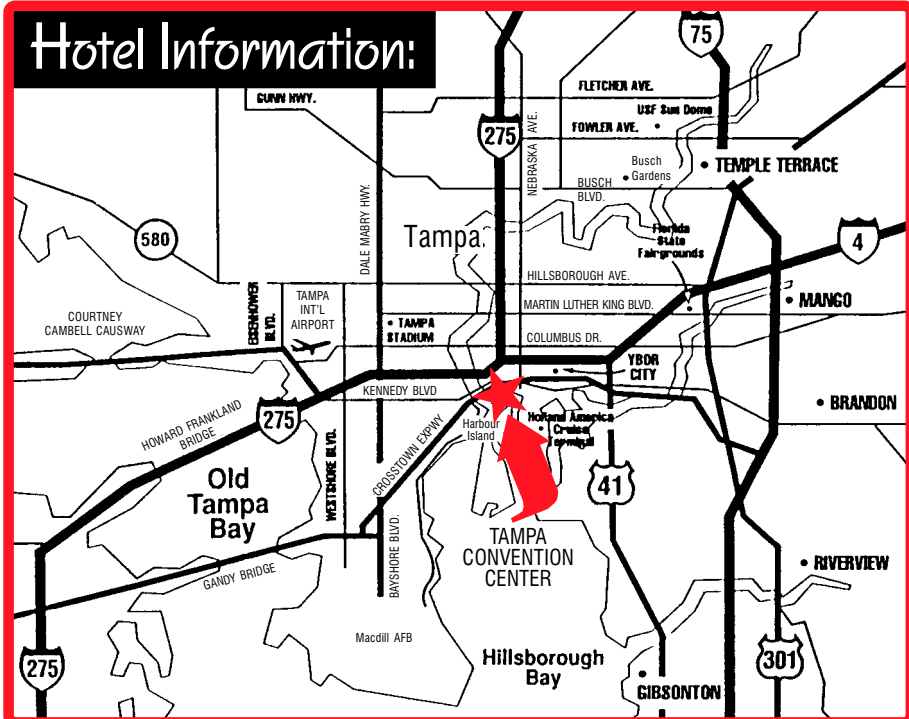 Hotel Information:
75
GUNN HWY.
FLETCHER AVE.
USF Sun Dome
275
FOWLER AVE.
NEBRASKA AVE.
Busch
Gardens
TEMPLE TERRACE
BUSCH
BLVD.
DALE MABRY HWY.
580
Tampa
Florida
State
Fairgrounds
4
HILLSBOROUGH AVE.
MARTIN LUTHER KING BLVD.
MANGO
COURTNEY
CAMBELL CAUSWAY
EISENHOWER
BLVD.
TAMPA
INT'L
AIRPORT
TAMPA
STADIUM
COLUMBUS DR.
YBOR
CITY
KENNEDY BLVD
275
HOWARD FRANKLAND
BRIDGE
BRANDON
Harbour
Island
Holland America
Cruise
Terminal
CROSSTOWN EXPWY
WESTSHORE BLVD.
Old
Tampa
Bay
41
TAMPA
CONVENTION
CENTER
BAYSHORE BLVD.
GANDY BRIDGE
RIVERVIEW
Macdill AFB
Hillsborough
Bay
275
301
GIBSONTON